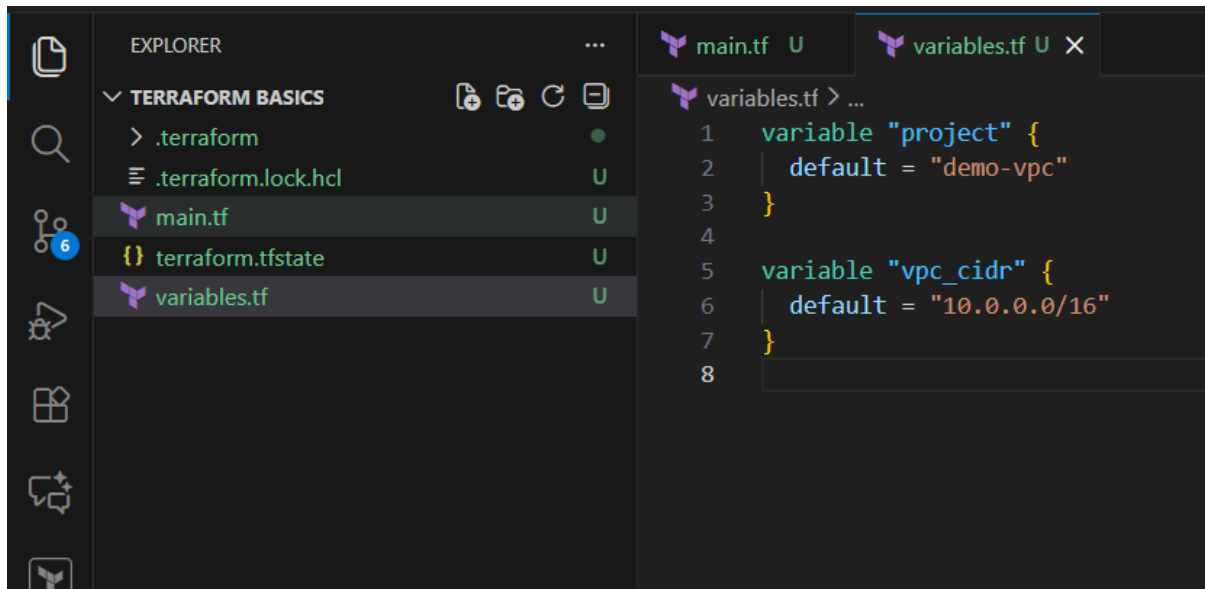 EXPLORER
...
TERRAFORM BASICS
.terraform
.terraform.lock.hcl U
main.tf U
{} terraform.tfstate U
variables.tf U
6
main.tf U
variables.tf U
variables.tf > ...
1 variable "project" {
2 default = "demo-vpc"
3 }
4
5 variable "vpc_cidr" {
6 default = "10.0.0.0/16"
7 }
8